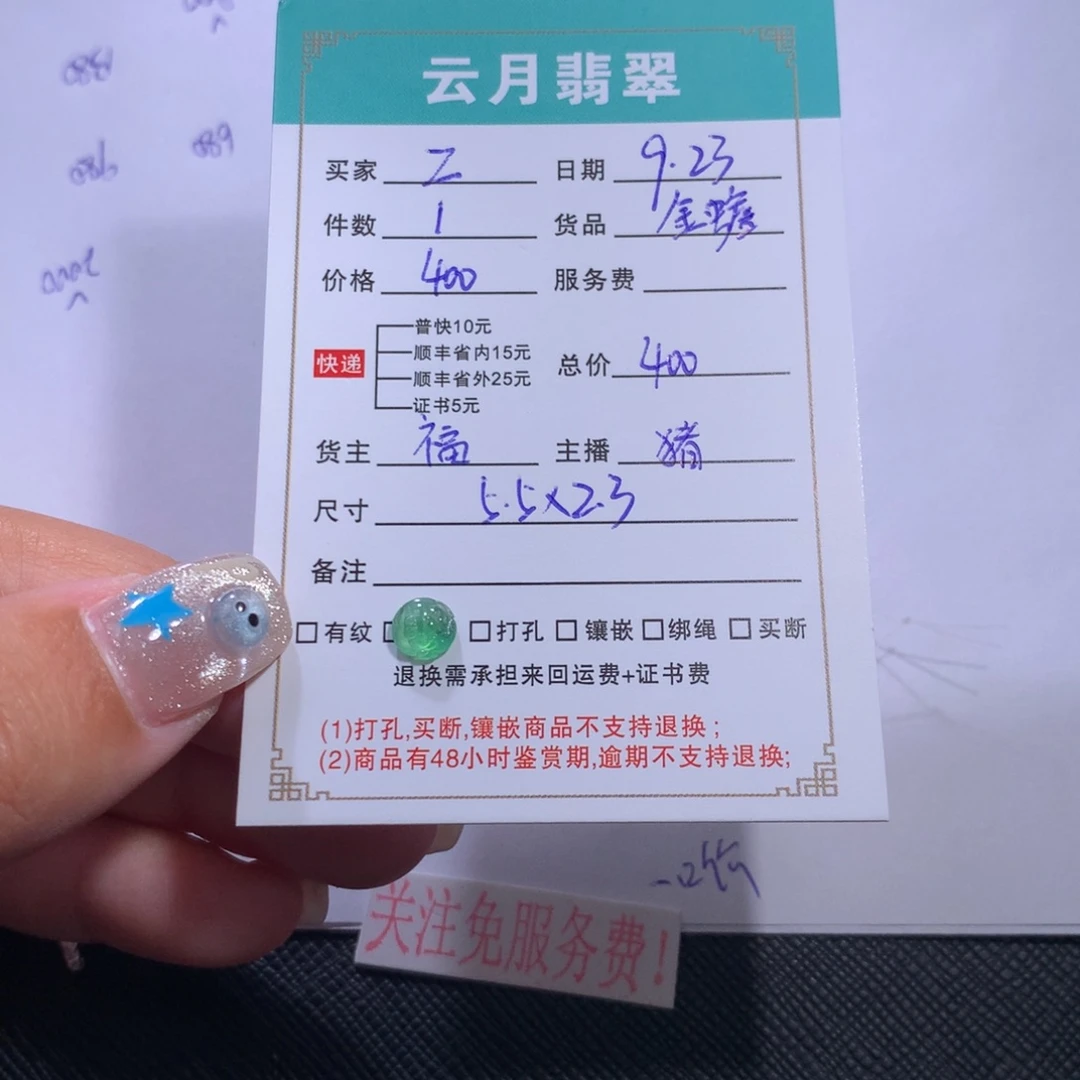 云月翡翠
买家 Z 日期 9.23
件数 1 货品 金蟾
价格 400 服务费
普快10元
顺丰省内15元
快递 总价 400
顺丰省外25元
证书5元
货主 福 主播 猪
尺寸 5.5x2.3
备注
□有纹 □打孔 □镶嵌 □绑绳 □买断
退换需承担来回运费+证书费
(1)打孔,买断,镶嵌商品不支持退换;
(2)商品有48小时鉴赏期,逾期不支持退换;
关注免服务费!